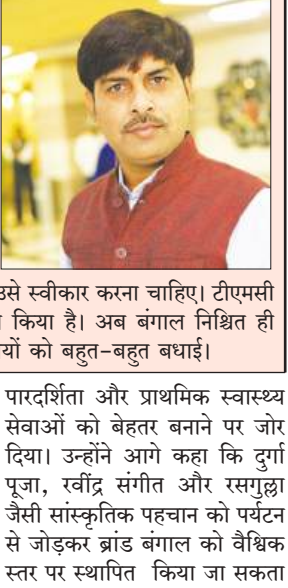 उसे स्वीकार करना चाहिए। टीएमसी
किया है। अब बंगाल निश्चित ही
को बहुत-बहुत बधाई।
पारदर्शिता और प्राथमिक स्वास्थ्य
सेवाओं को बेहतर बनाने पर जोर
दिया। उन्होंने आगे कहा कि दुर्गा
पूजा, रवींद्र संगीत और रसगुल्ला
जैसी सांस्कृतिक पहचान को पर्यटन
से जोड़कर ब्रांड बंगाल को वैश्विक
स्तर पर स्थापित किया जा सकता